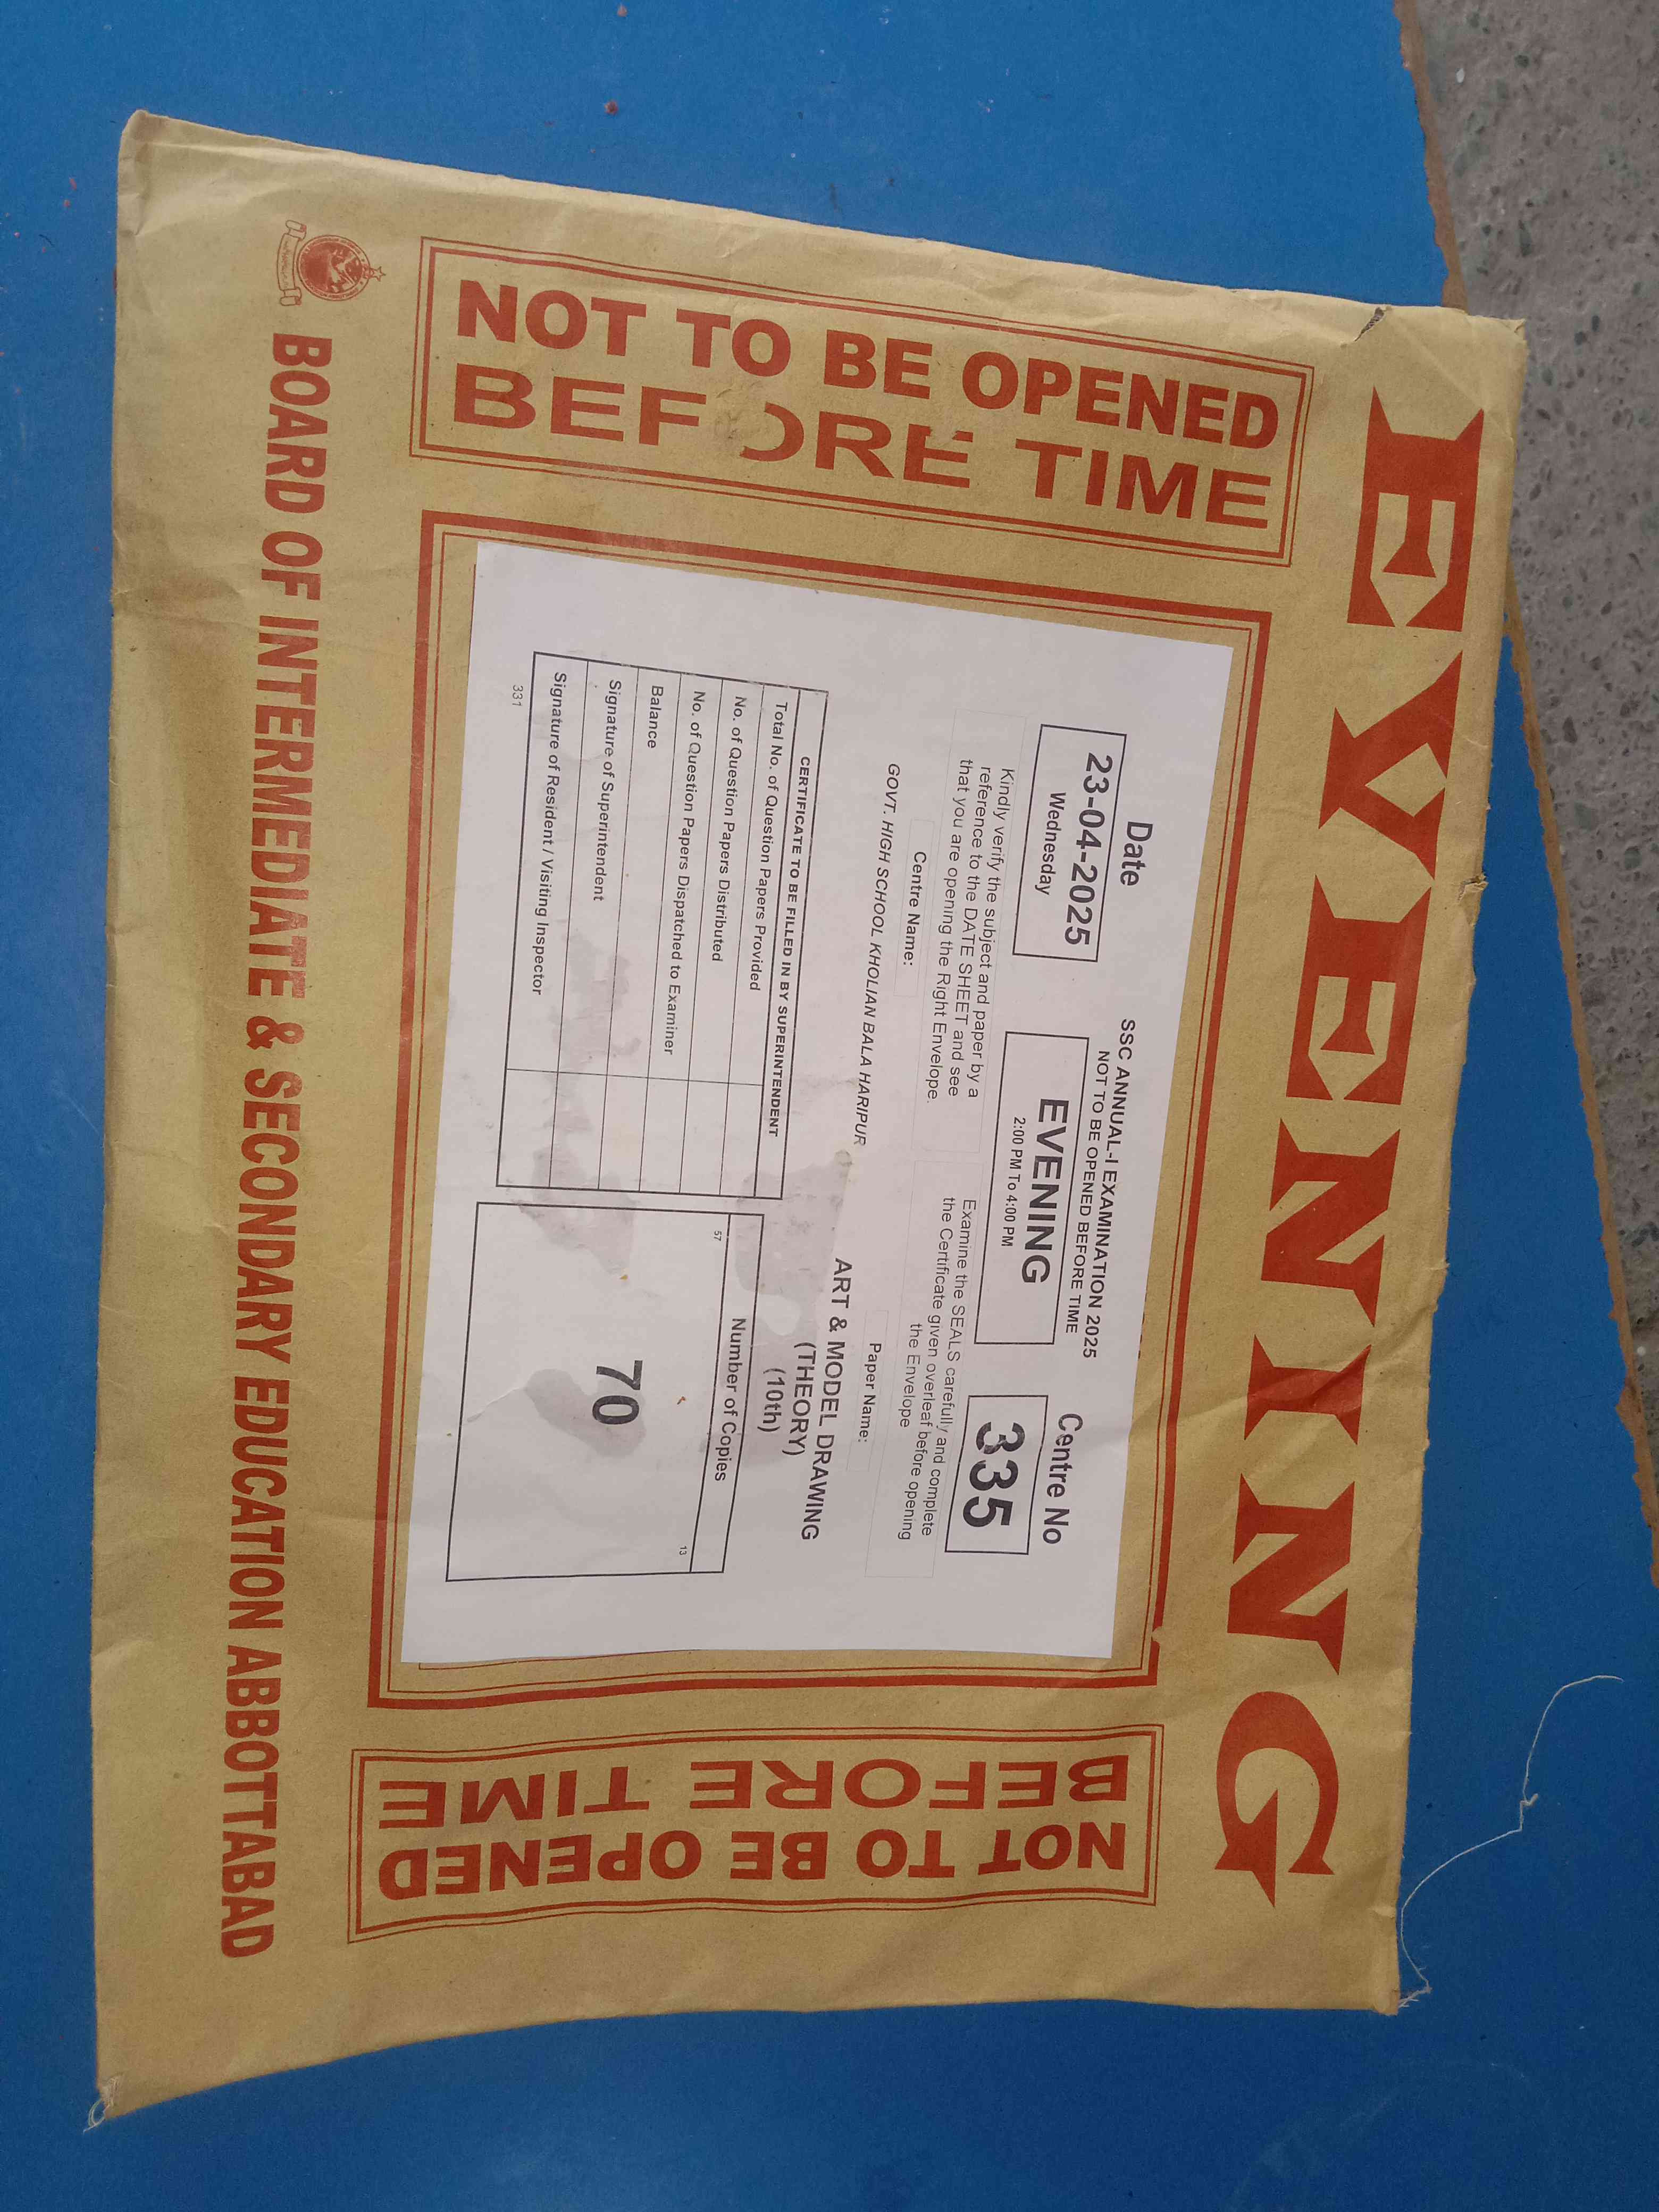 EVENING
NOT TO BE OPENED
BEFORE TIME
Date
23-04-2025
Wednesday
SSC ANNUAL-I EXAMINATION 2025
NOT TO BE OPENED BEFORE TIME
EVENING
2:00 PM To 4:00 PM
Centre No
335
Kindly verify the subject and paper by a
reference to the DATE SHEET and see
that you are opening the Right Envelope.
Examine the SEALS carefully and complete
the Certificate given overleaf before opening
the Envelope
Centre Name:
GOVT. HIGH SCHOOL KHOLIAN BALA HARIPUR
Paper Name:
ART & MODEL DRAWING
(THEORY)
(10th)
CERTIFICATE TO BE FILLED IN BY SUPERINTENDENT
Total No. of Question Papers Provided
No. of Question Papers Distributed
No. of Question Papers Dispatched to Examiner
Balance
Signature of Superintendent
Signature of Resident / Visiting Inspector
331
Number of Copies
57
13
70
NOT TO BE OPENED
BEFORE TIME
BOARD OF INTERMEDIATE & SECONDARY EDUCATION ABBOTTABAD